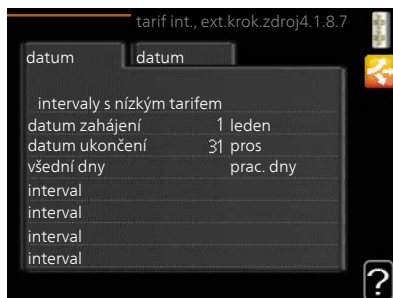 tarif int., ext.krok.zdroj4.1.8.7
datum datum
intervaly s nízkým tarifem
datum zahájení 1 leden
datum ukončení 31 pros
všední dny prac. dny
interval
interval
interval
interval
?